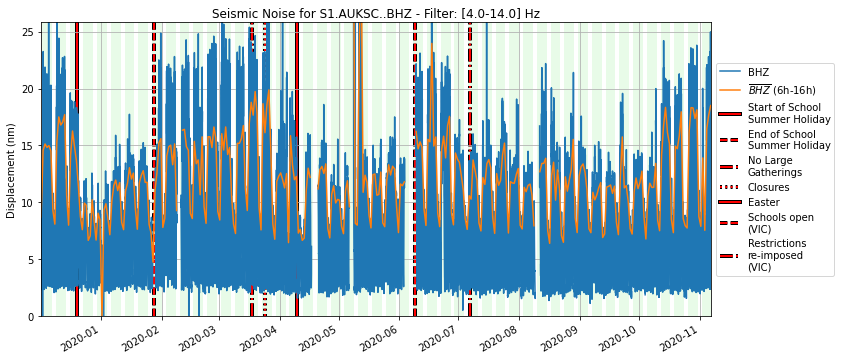 Seismic Noise for S1.AUKSC..BHZ - Filter: [4.0-14.0] Hz
Displacement (nm)
25
20
15
10
5
0
2020-01
2020-02
2020-03
2020-04
2020-05
2020-06
2020-07
2020-08
2020-09
2020-10
2020-11
BHZ
BHZ (6h-16h)
Start of School
Summer Holiday
End of School
Summer Holiday
No Large
Gatherings
Closures
Easter
Schools open
(VIC)
Restrictions
re-imposed
(VIC)